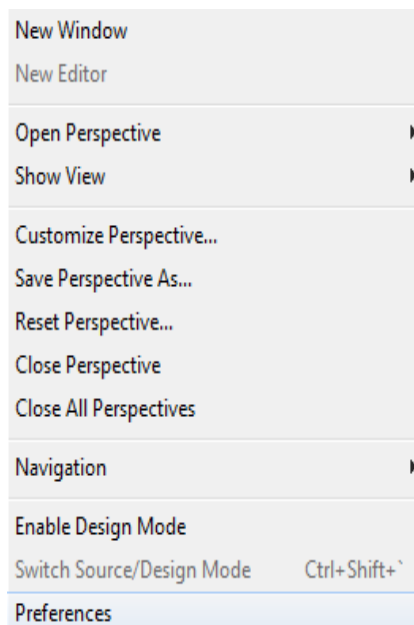 New Window
New Editor
Open Perspective
Show View
Customize Perspective...
Save Perspective As...
Reset Perspective...
Close Perspective
Close All Perspectives
Navigation
Enable Design Mode
Switch Source/Design Mode Ctrl+Shift+`
Preferences